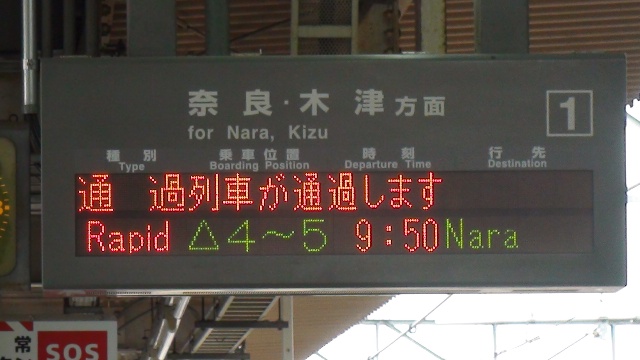 奈良・木津方面
1
for Nara, Kizu
種別 乗車位置 時刻 行先
Type Boarding Position Departure Time Destination
通 過列車が通過します
Rapid △4〜5 9:50 Nara
常
SOS